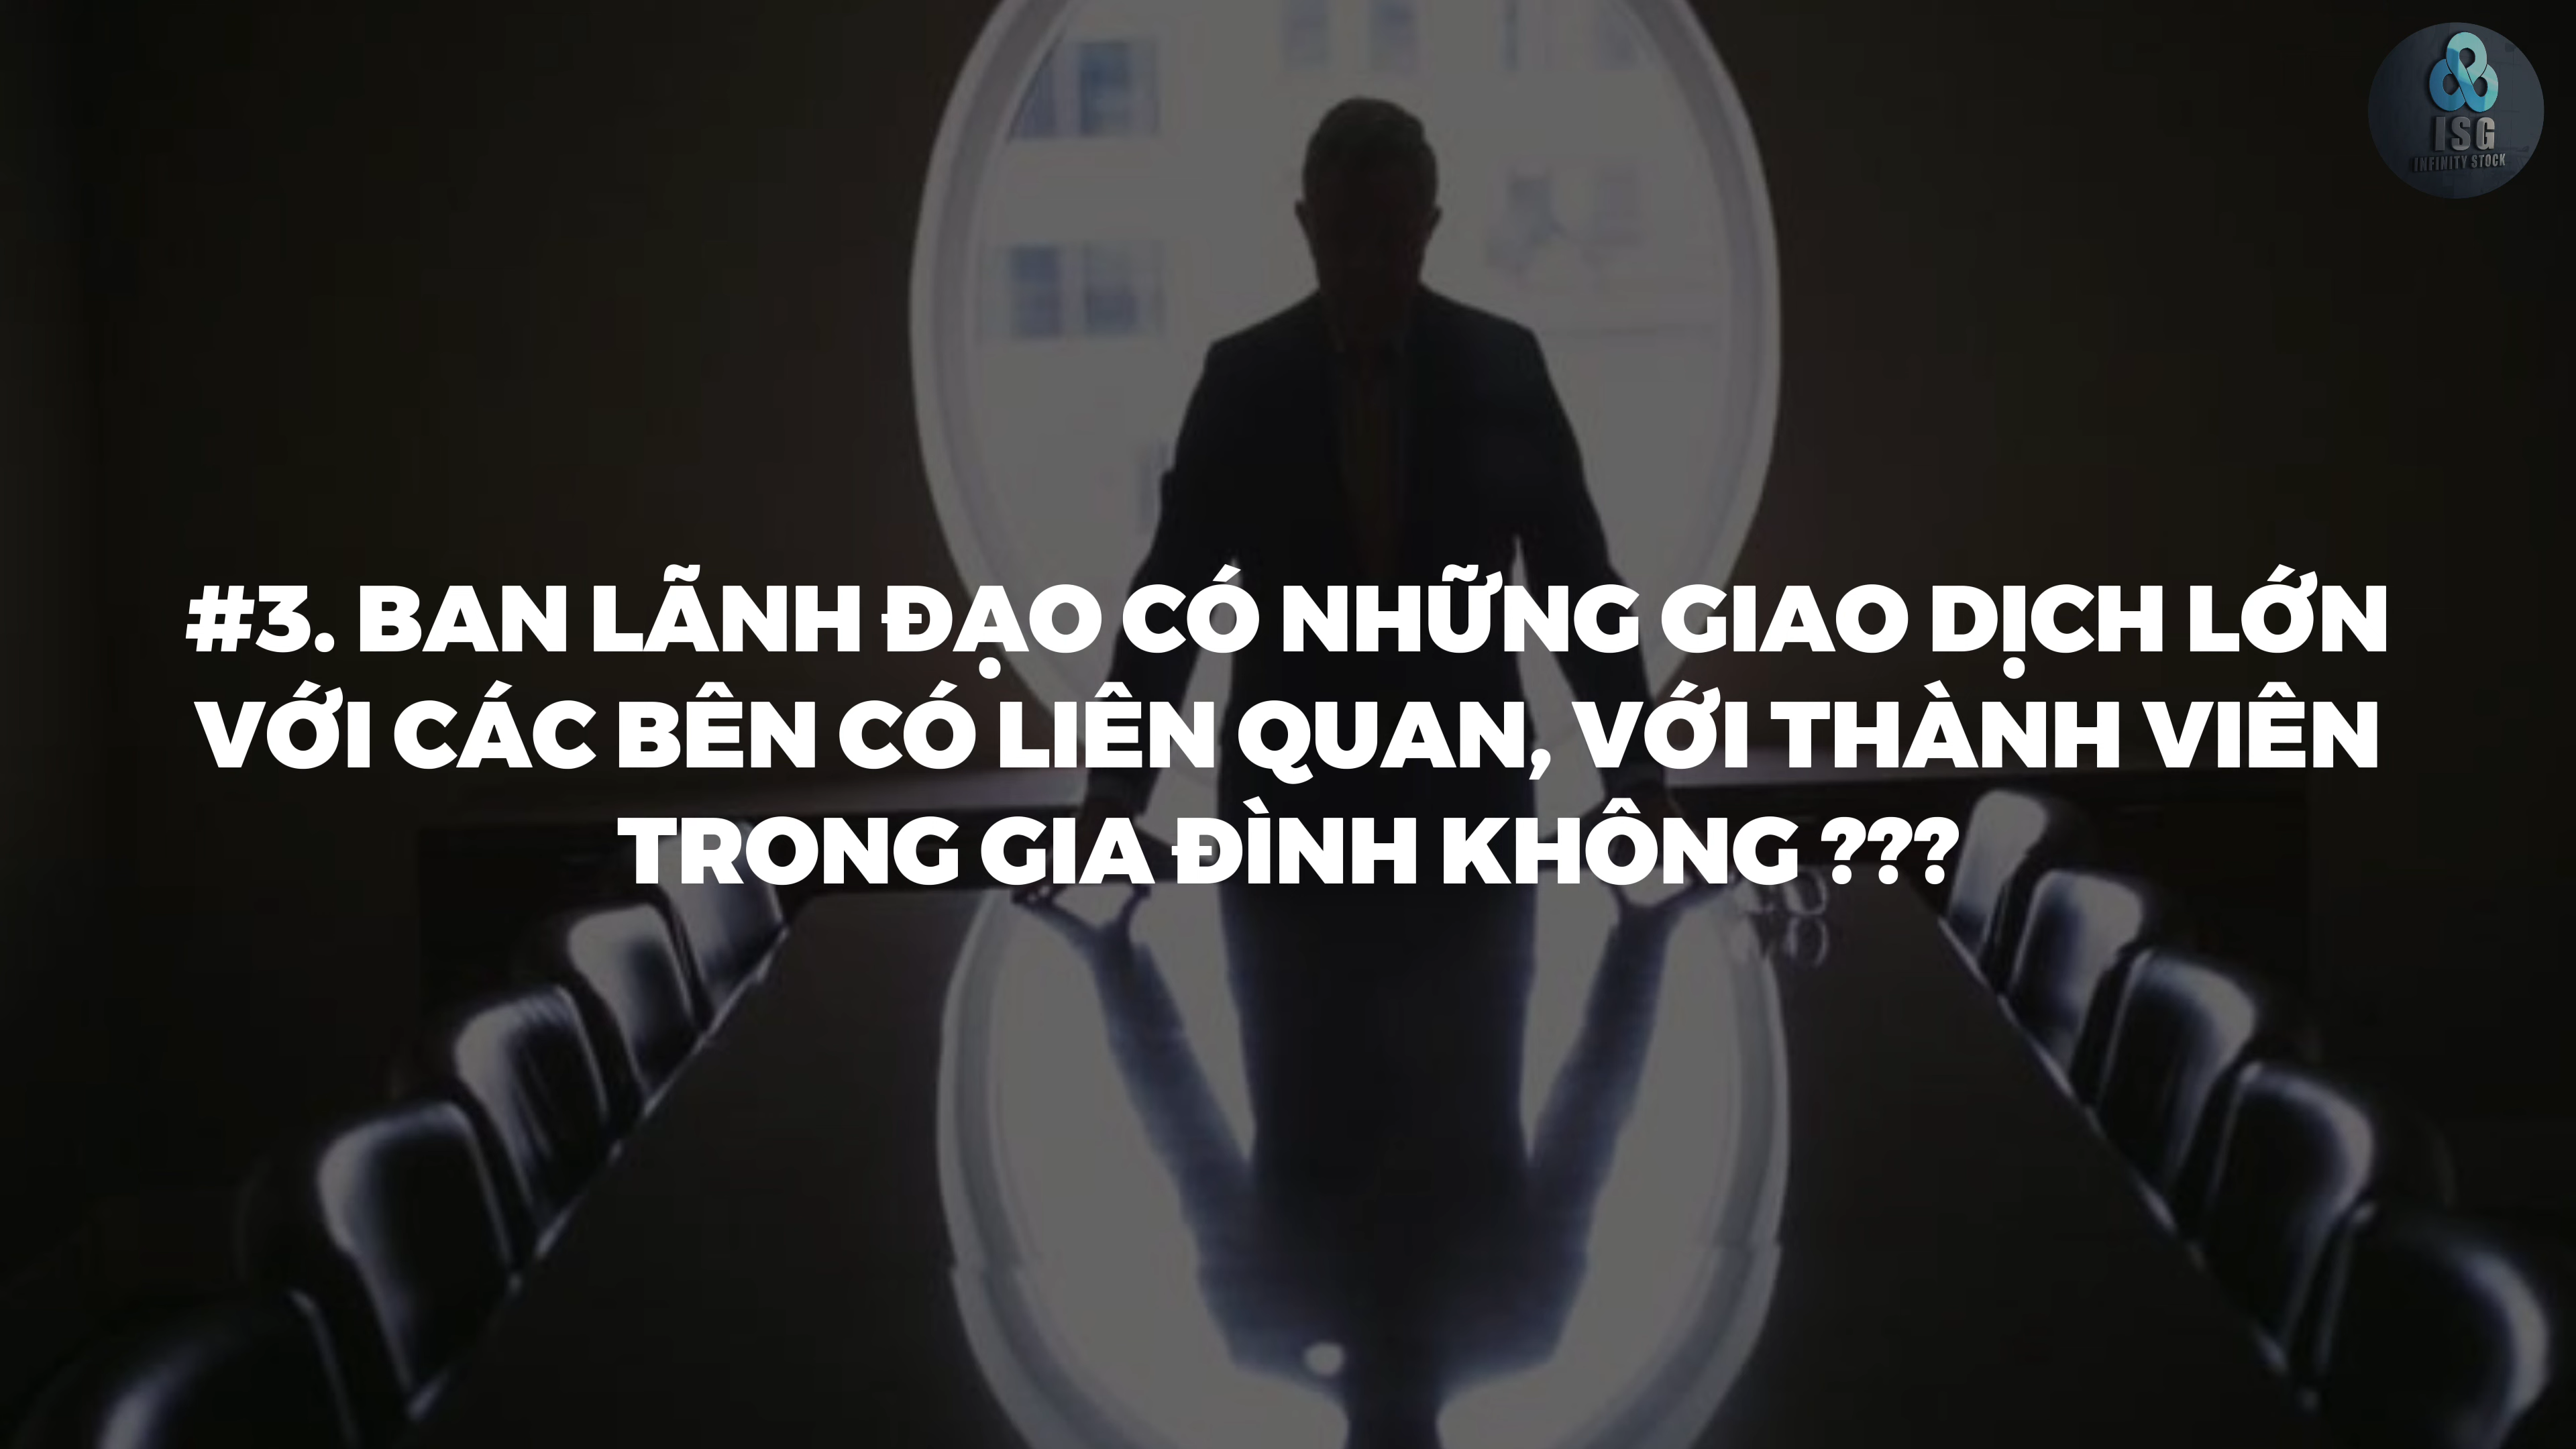 ISG
INFINITY STOCK
#3. BAN LÃNH ĐẠO CÓ NHỮNG GIAO DỊCH LỚN
VỚI CÁC BÊN CÓ LIÊN QUAN, VỚI THÀNH VIÊN
TRONG GIA ĐÌNH KHÔNG ???